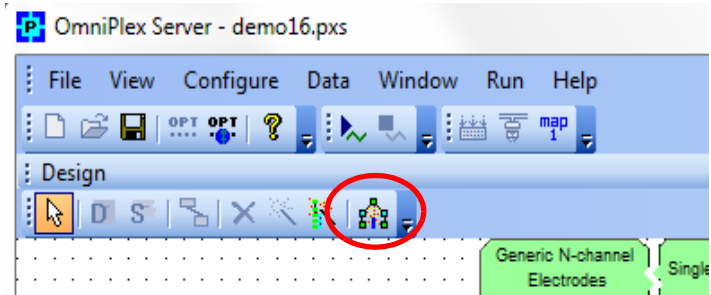 P OmniPlex Server - demo16.pxs
File View Configure Data Window Run Help
OPT OPT ? map 1
Design
D S
Generic N-channel
Electrodes
Single